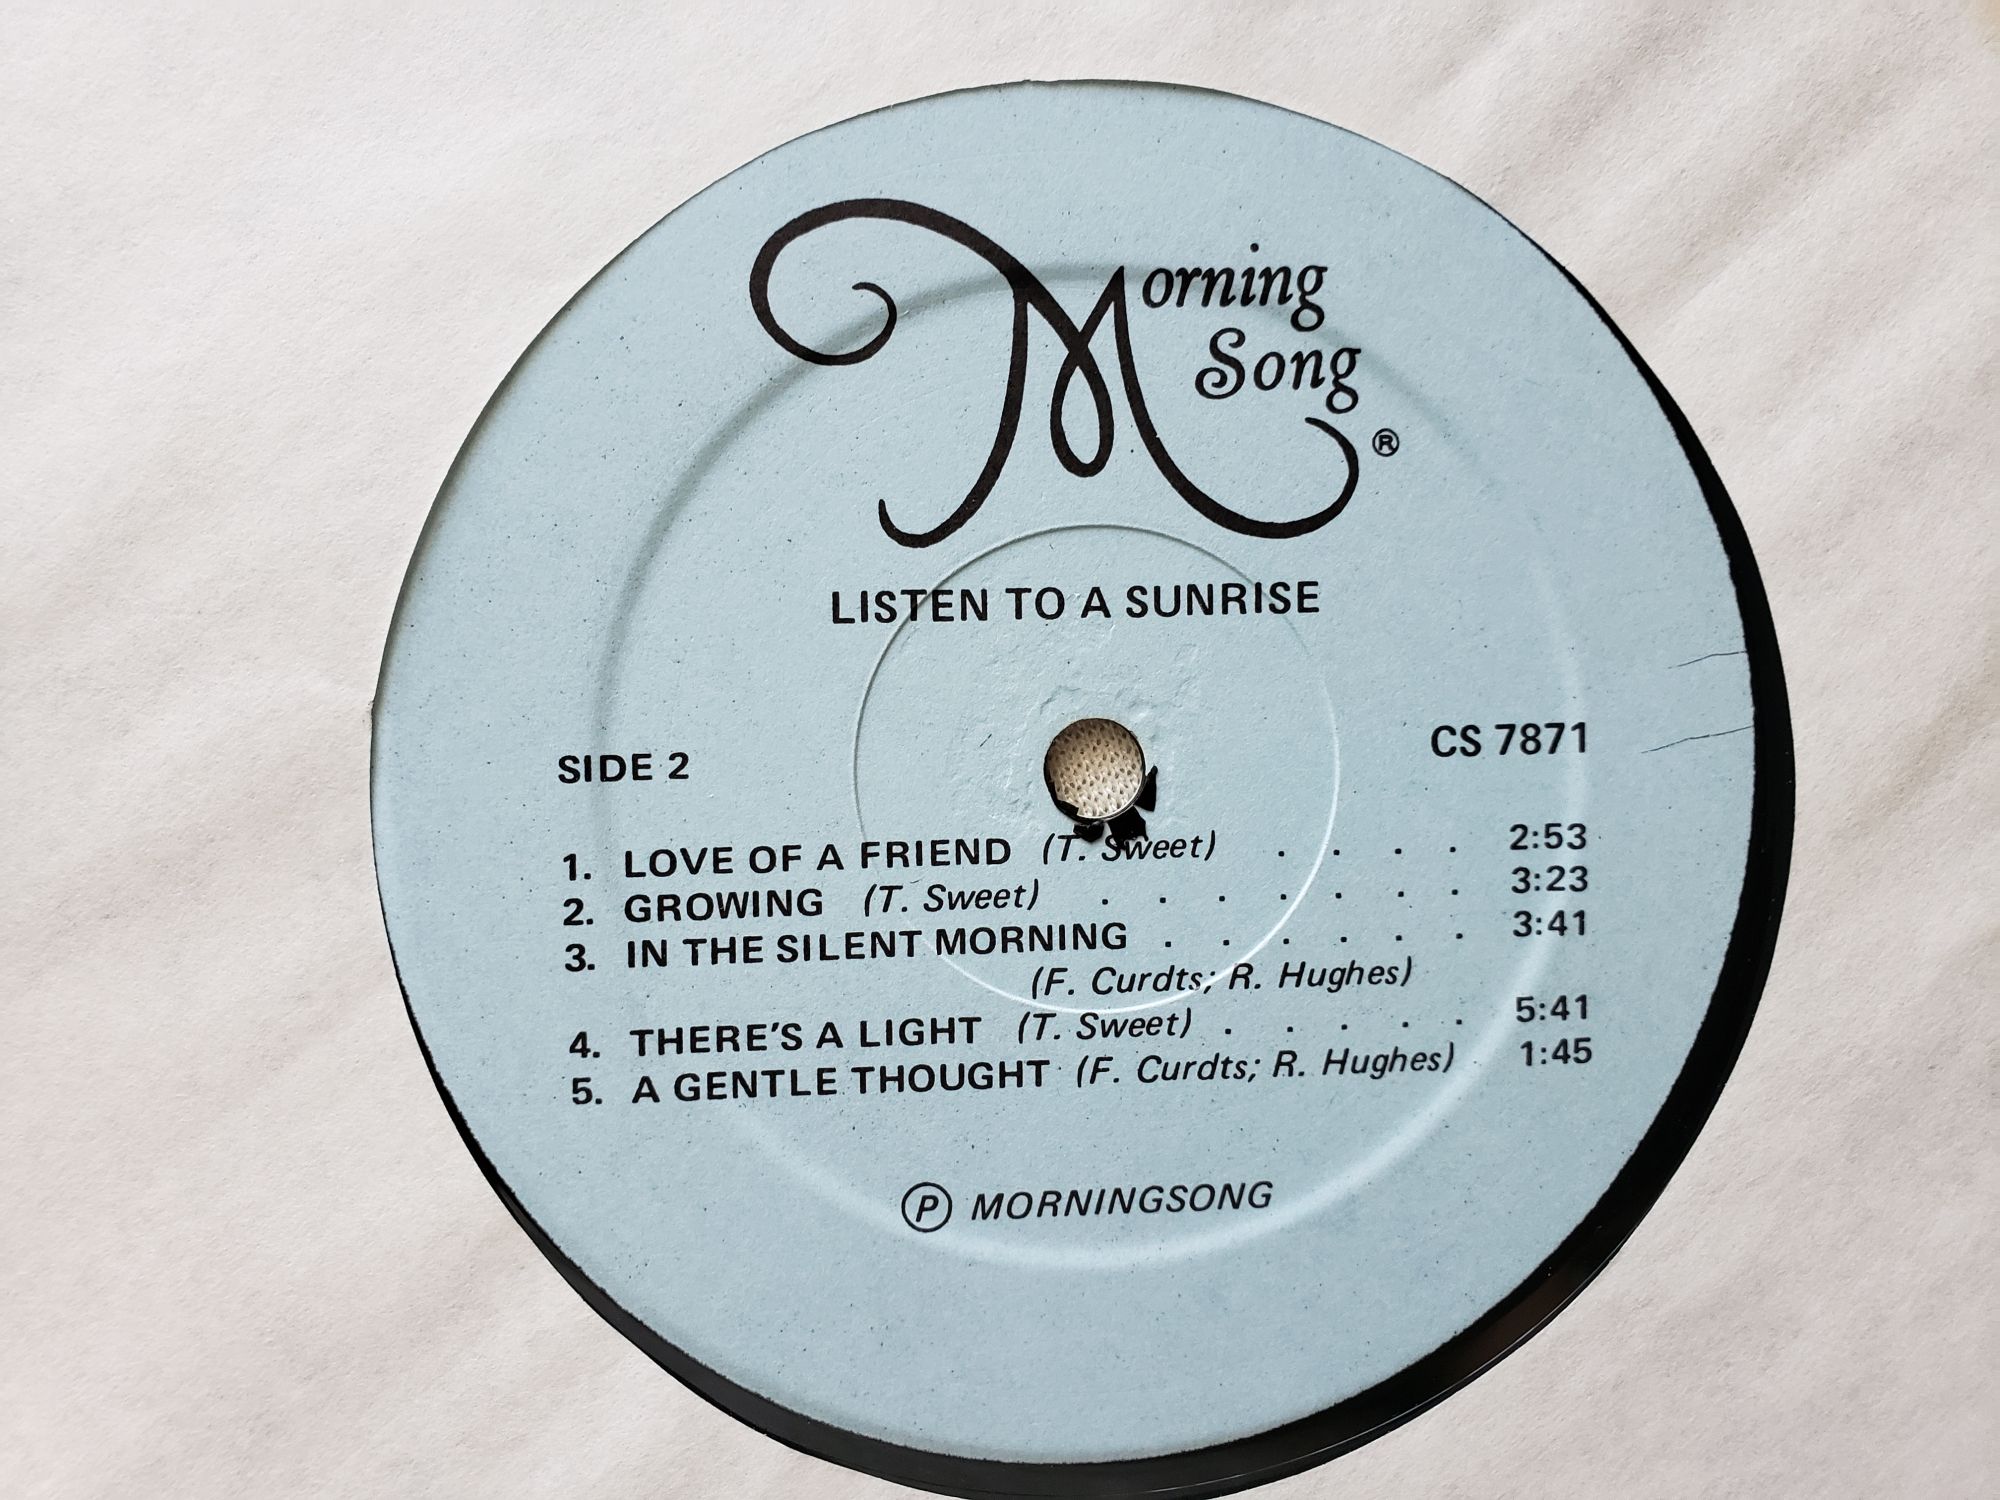 Morning
Song
®
LISTEN TO A SUNRISE
SIDE 2
CS 7871
1. LOVE OF A FRIEND (T. Sweet) . . . . 2:53
2. GROWING (T. Sweet) . . . . . . . 3:23
3. IN THE SILENT MORNING . . . . . . 3:41
(F. Curdts; R. Hughes)
4. THERE'S A LIGHT (T. Sweet) . . . . . 5:41
5. A GENTLE THOUGHT (F. Curdts; R. Hughes) 1:45
Ⓟ MORNINGSONG